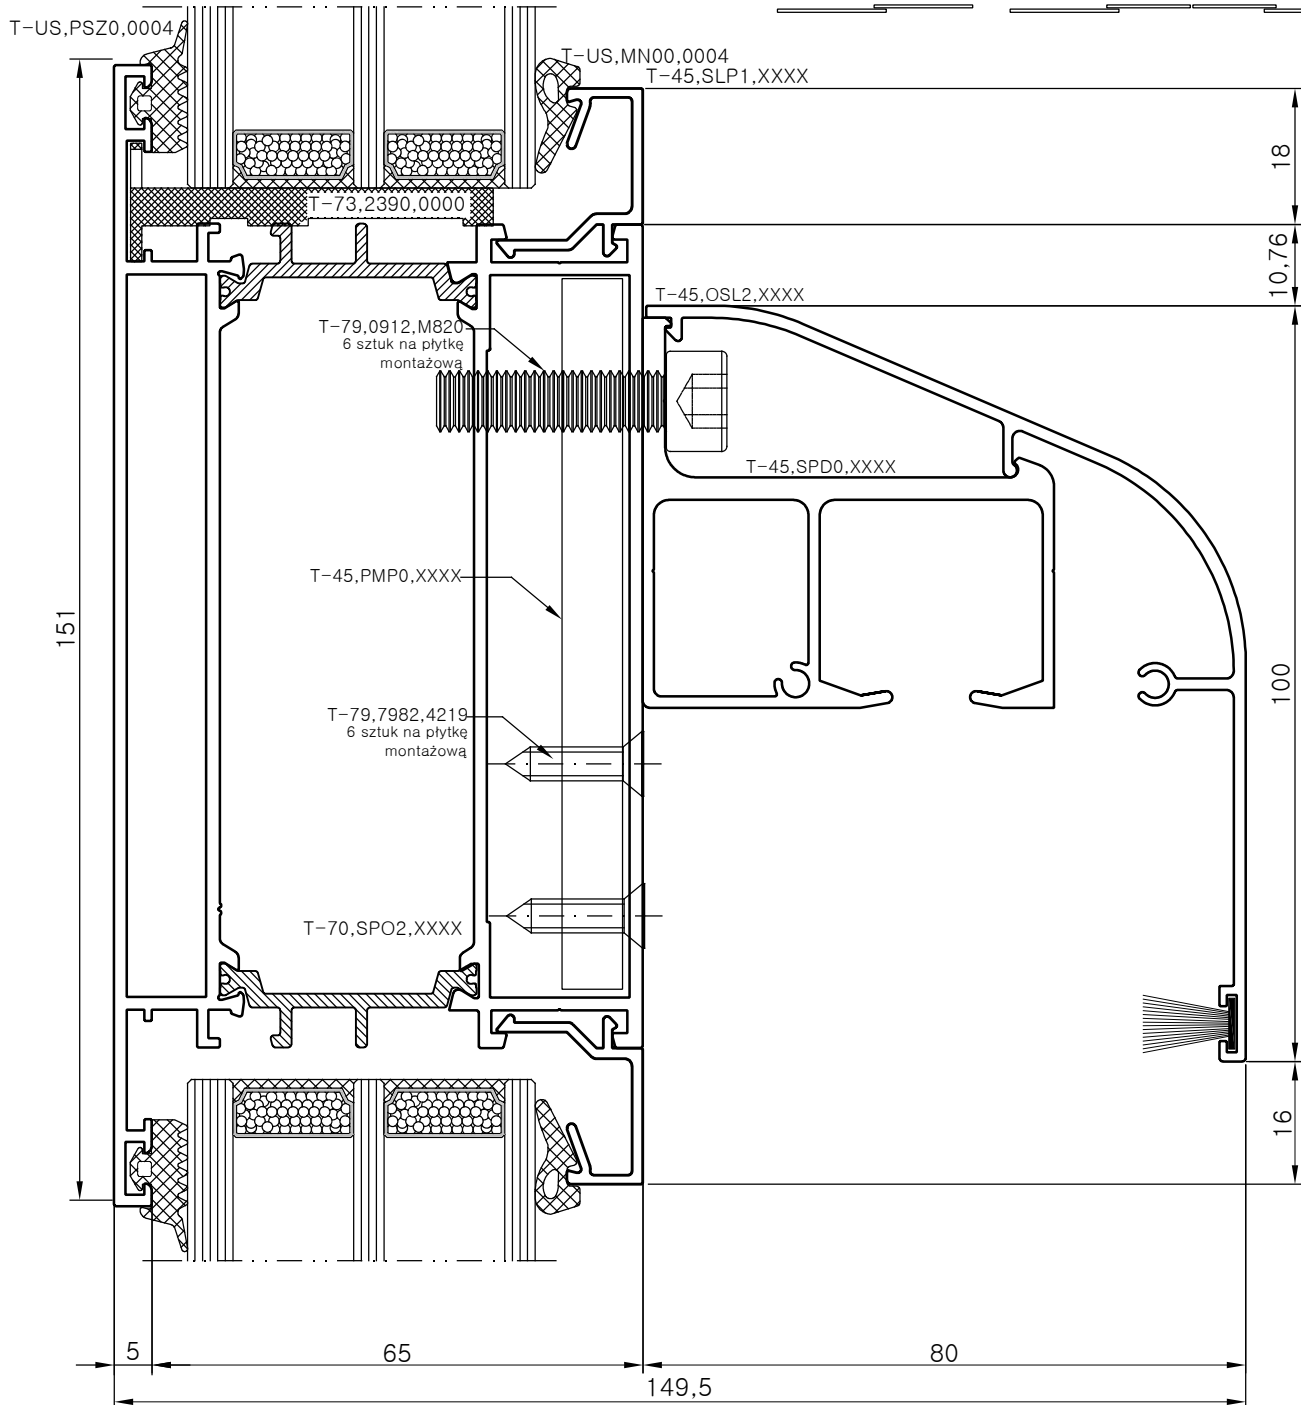 T-US,PSZ0,0004
T-US,MN00,0004
T-45,SLP1,XXXX
18
T-73,2390,0000
10,76
T-45,OSL2,XXXX
T-79,0912,M820
6 sztuk na płytkę
montażową
T-45,SPD0,XXXX
T-45,PMP0,XXXX
151
100
T-79,7982,4219
6 sztuk na płytkę
montażową
T-70,SPO2,XXXX
16
5
65
80
149,5